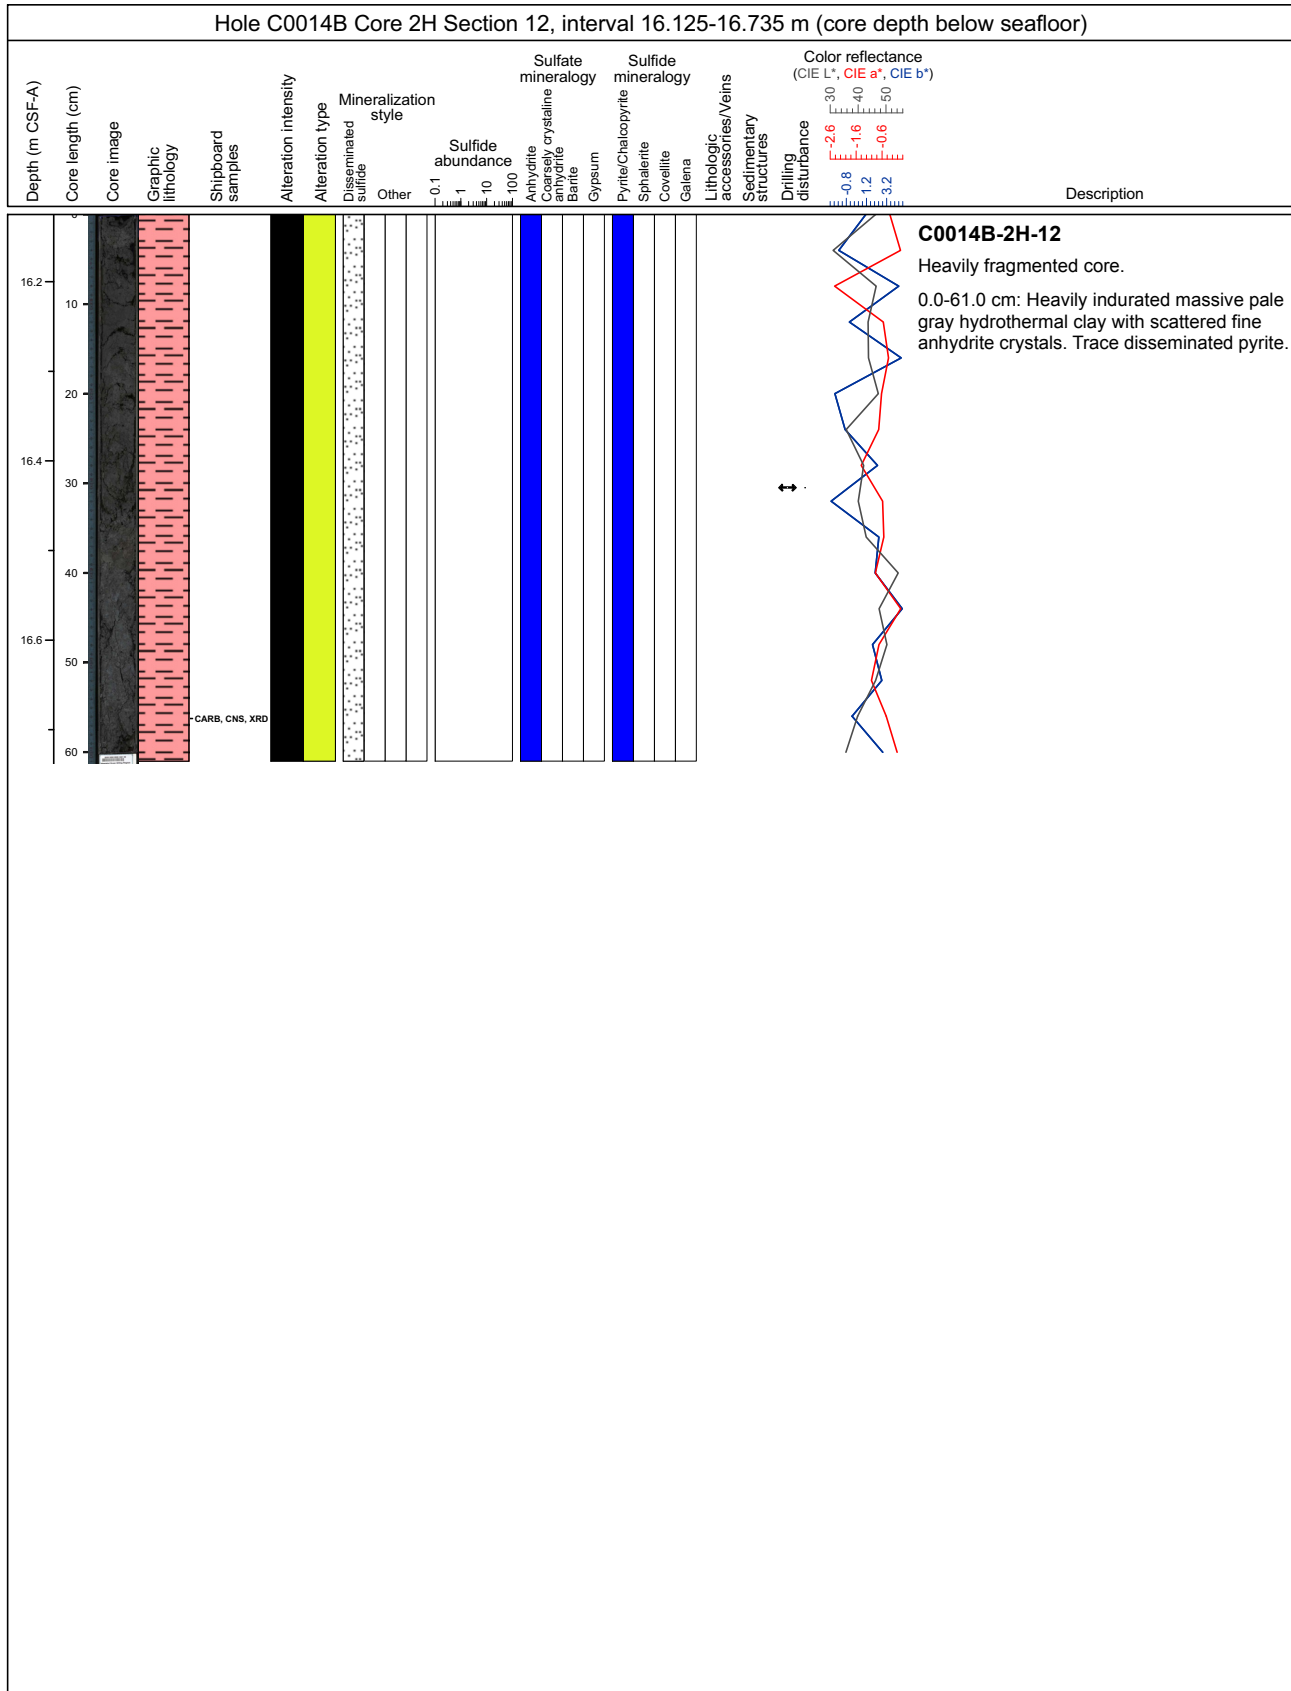 Hole C0014B Core 2H Section 12, interval 16.125-16.735 m (core depth below seafloor)
Depth (m CSF-A)
Core length (cm)
Core image
Graphic
lithology
Shipboard
samples
Alteration intensity
Alteration type
Mineralization
style
Disseminated
sulfide
Other
Sulfide
abundance
0.1
1
10
100
Sulfate
mineralogy
Anhydrite
Coarsely crystaline
anhydrite
Barite
Gypsum
Sulfide
mineralogy
Pyrite/Chalcopyrite
Sphalerite
Covellite
Galena
Lithologic
accessories/Veins
Sedimentary
structures
Drilling
disturbance
Color reflectance
(CIE L*, CIE a*, CIE b*)
30
40
50
-2.6
-1.6
-0.6
-0.8
1.2
3.2
Description
0
16.2
10
20
16.4
30
40
16.6
50
60
CARB, CNS, XRD
C0014B-2H-12
Heavily fragmented core.
0.0-61.0 cm: Heavily indurated massive pale
gray hydrothermal clay with scattered fine
anhydrite crystals. Trace disseminated pyrite.